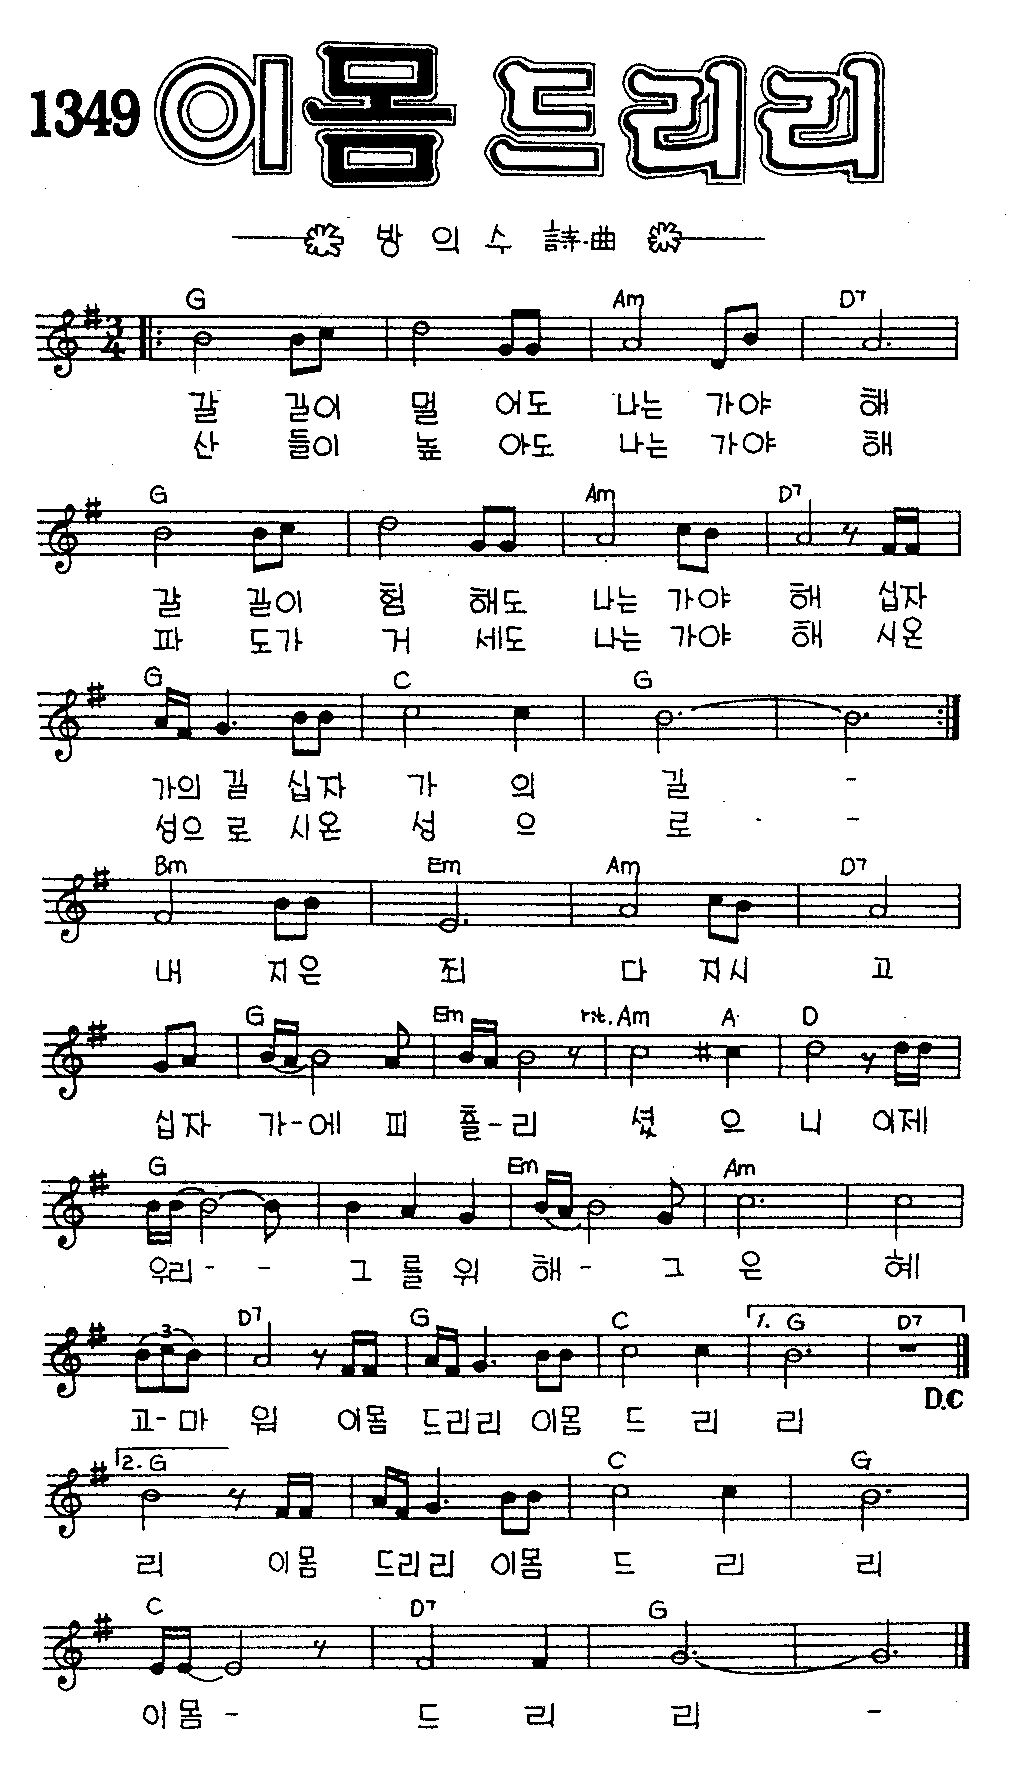 1349 이몸 드리리
방 의 수 詩·曲
G Am D7
갈 길이 멀 어도 나는 가야 해
산 들이 높 아도 나는 가야 해
G Am D7
갈 길이 험 해도 나는 가야 해 십자
파 도가 거 세도 나는 가야 해 시온
G C G
가의 길 십자 가 의 길 -
성으로 시온 성 으 로 - -
Bm Em Am D7
내 지은 죄 다 지시 고
G Em rit. Am A D
십자 가-에 피 흘-리 셨 으 니 이제
G Em Am
우리- - 그 를 위 해- 그 은 혜
3 D7 G C 1. G D7
고-마 워 이몸 드리리 이몸 드 리 리
D.C
2. G C G
리 이몸 드리리 이몸 드 리 리
C D7 G
이몸- 드 리 리 -